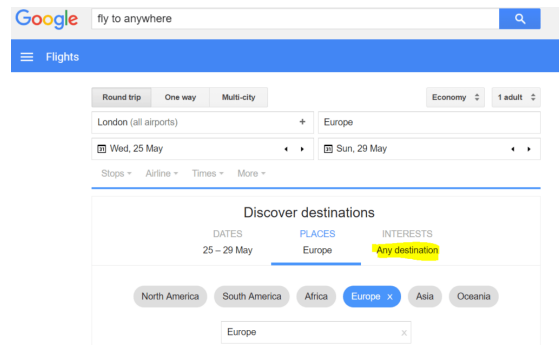 Google fly to anywhere
Flights
Round trip One way Multi-city Economy 1 adult
London (all airports) + Europe
31 Wed, 25 May 31 Sun, 29 May
Stops Airline Times More
Discover destinations
DATES PLACES INTERESTS
25 – 29 May Europe Any destination
North America South America Africa Europe x Asia Oceania
Europe x